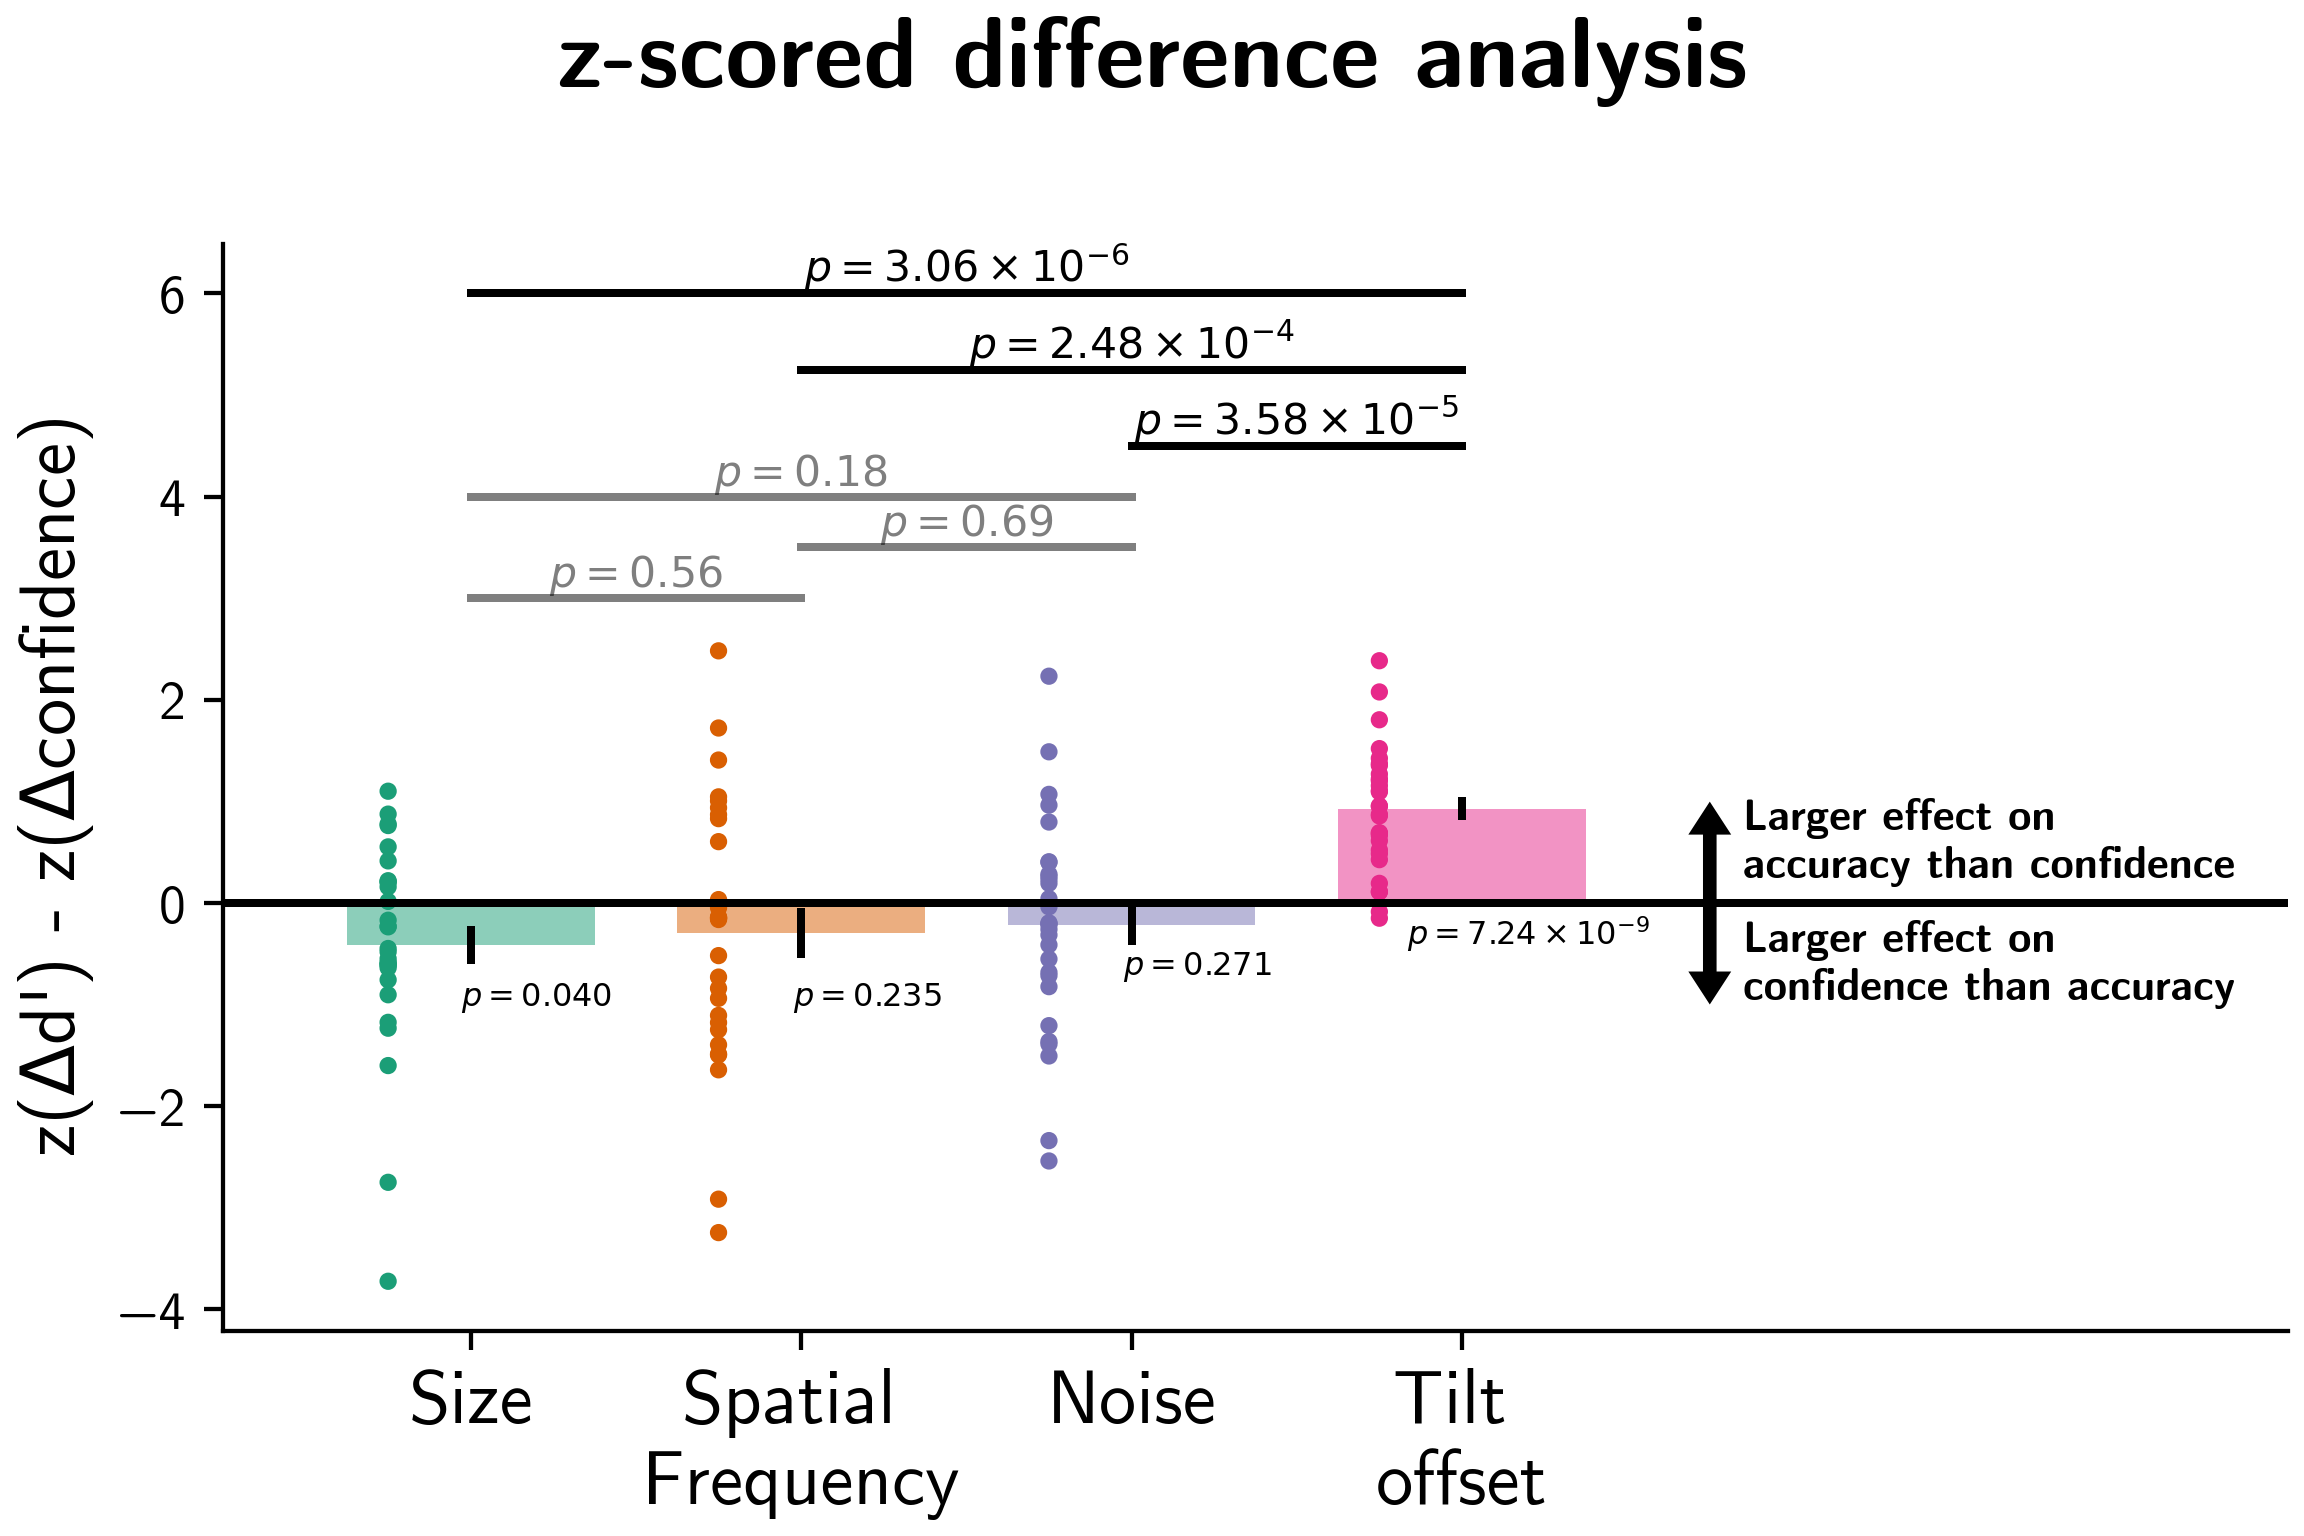 z-scored difference analysis
z(Δd') - z(Δconfidence)
6
4
2
0
−2
−4
p = 3.06 × 10⁻⁶
p = 2.48 × 10⁻⁴
p = 3.58 × 10⁻⁵
p = 0.18
p = 0.69
p = 0.56
Larger effect on
accuracy than confidence
p = 7.24 × 10⁻⁹
Larger effect on
confidence than accuracy
p = 0.040
p = 0.235
p = 0.271
Size
Spatial
Frequency
Noise
Tilt
offset